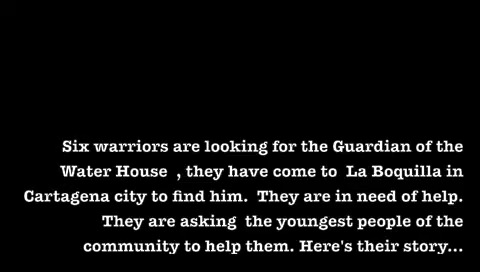 Six warriors are looking for the Guardian of the
Water House , they have come to La Boquilla in
Cartagena city to find him. They are in need of help.
They are asking the youngest people of the
community to help them. Here's their story...